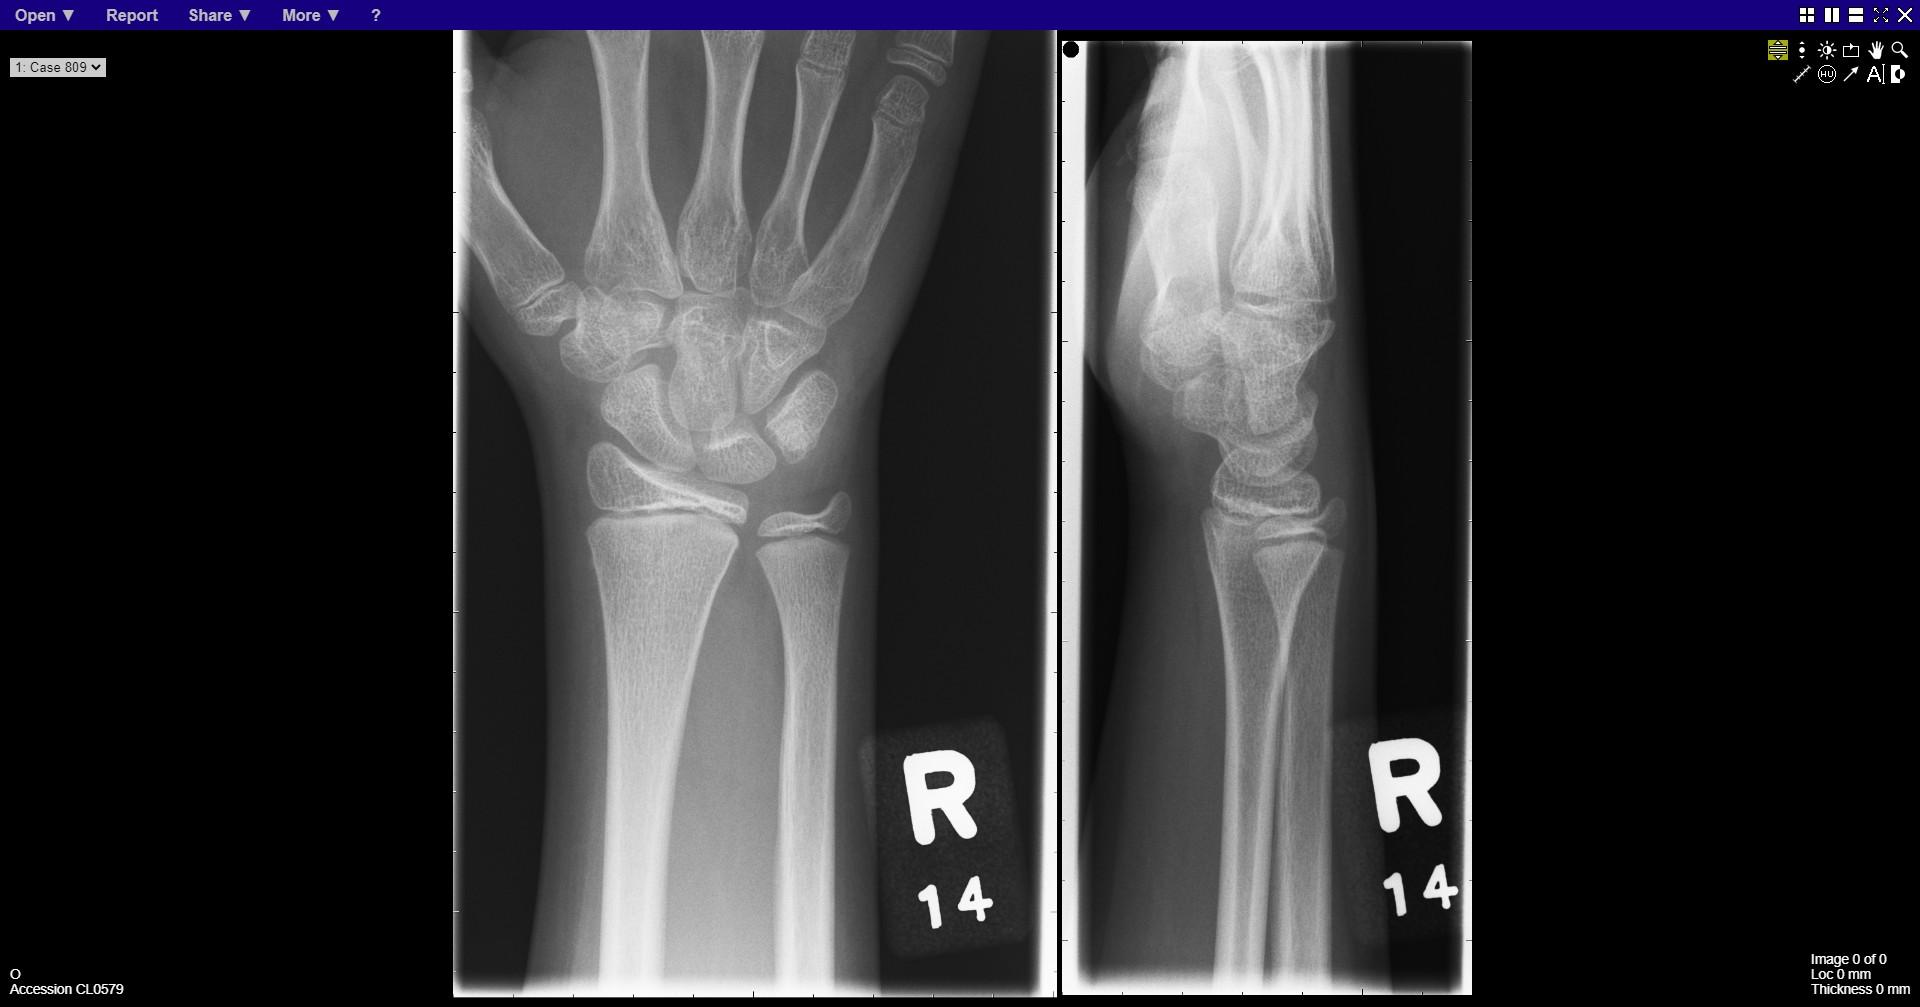 Open ▼ Report Share ▼ More ▼ ?
1: Case 809
HU
A
R
14
R
14
O
Accession CL0579
Image 0 of 0
Loc 0 mm
Thickness 0 mm